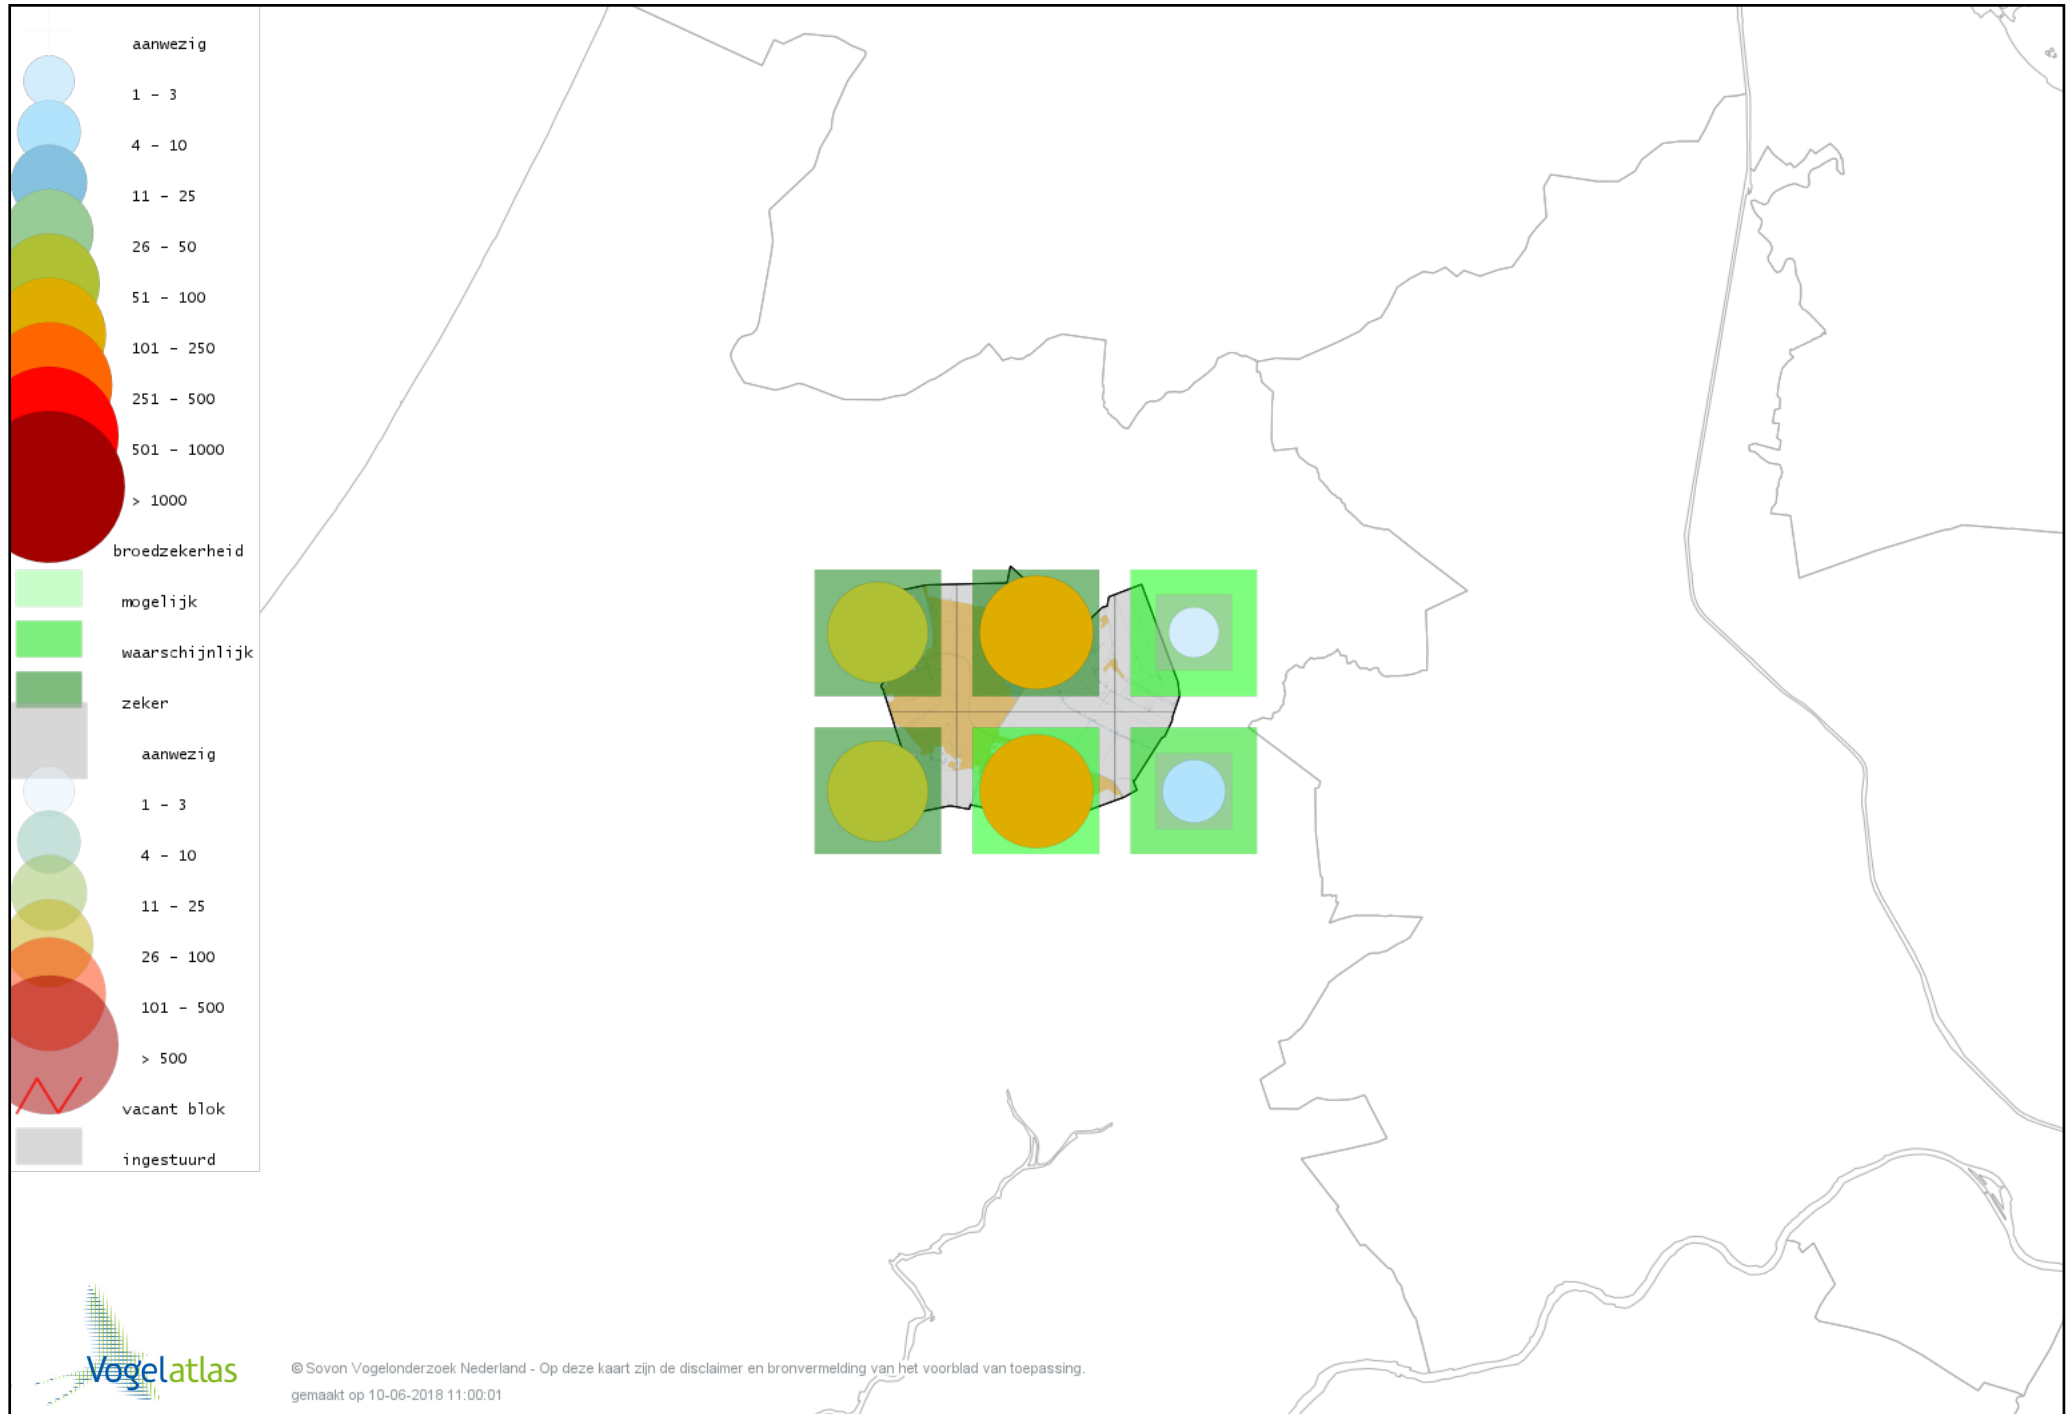 aanwezig
1 – 3
4 – 10
11 – 25
26 – 50
51 – 100
101 – 250
251 – 500
501 – 1000
> 1000
broedzekerheid
mogelijk
waarschijnlijk
zeker
aanwezig
1 – 3
4 – 10
11 – 25
26 – 100
101 – 500
> 500
vacant blok
ingestuurd
Vogelatlas
© Sovon Vogelonderzoek Nederland - Op deze kaart zijn de disclaimer en bronvermelding van het voorblad van toepassing.
gemaakt op 10-06-2018 11:00:01